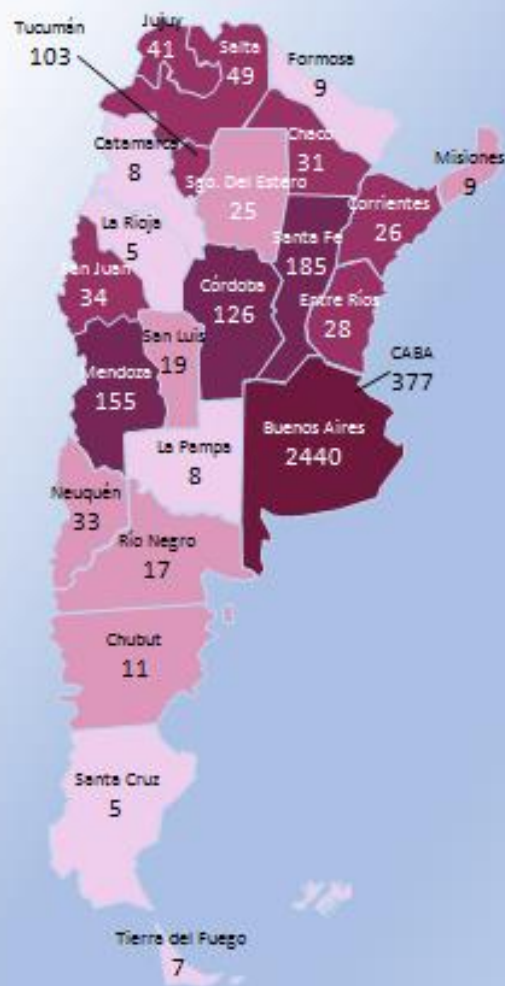 Jujuy
41
Tucumán
103
Salta
49
Formosa
9
Catamarca
8
Chaco
31
Misiones
9
Sgo. Del Estero
25
Corrientes
26
La Rioja
5
Santa Fe
185
San Juan
34
Córdoba
126
Entre Ríos
28
San Luis
19
CABA
377
Mendoza
155
Buenos Aires
2440
La Pampa
8
Neuquén
33
Río Negro
17
Chubut
11
Santa Cruz
5
Tierra del Fuego
7